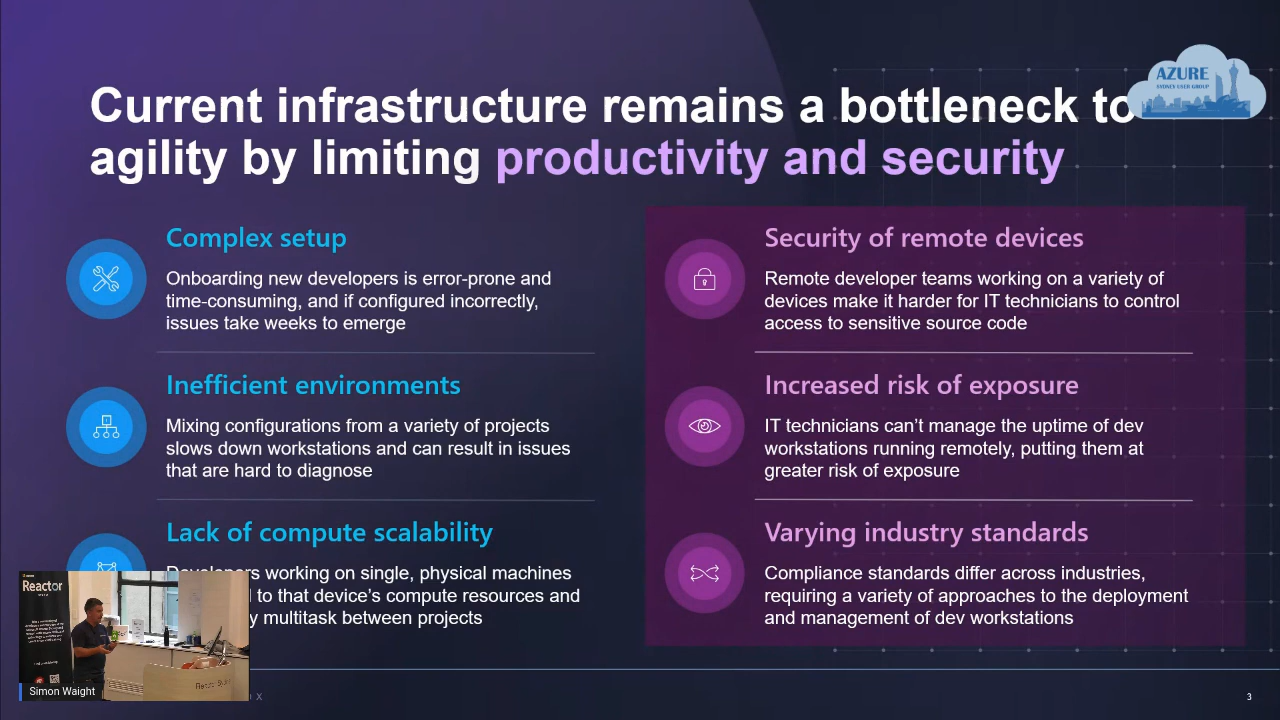 Current infrastructure remains a bottleneck to
agility by limiting productivity and security
AZURE
SYDNEY USER GROUP
Complex setup
Onboarding new developers is error-prone and
time-consuming, and if configured incorrectly,
issues take weeks to emerge
Inefficient environments
Mixing configurations from a variety of projects
slows down workstations and can result in issues
that are hard to diagnose
Lack of compute scalability
Developers working on single, physical machines
to that device's compute resources and
multitask between projects
Security of remote devices
Remote developer teams working on a variety of
devices make it harder for IT technicians to control
access to sensitive source code
Increased risk of exposure
IT technicians can't manage the uptime of dev
workstations running remotely, putting them at
greater risk of exposure
Varying industry standards
Compliance standards differ across industries,
requiring a variety of approaches to the deployment
and management of dev workstations
Reactor
Simon Waight
3